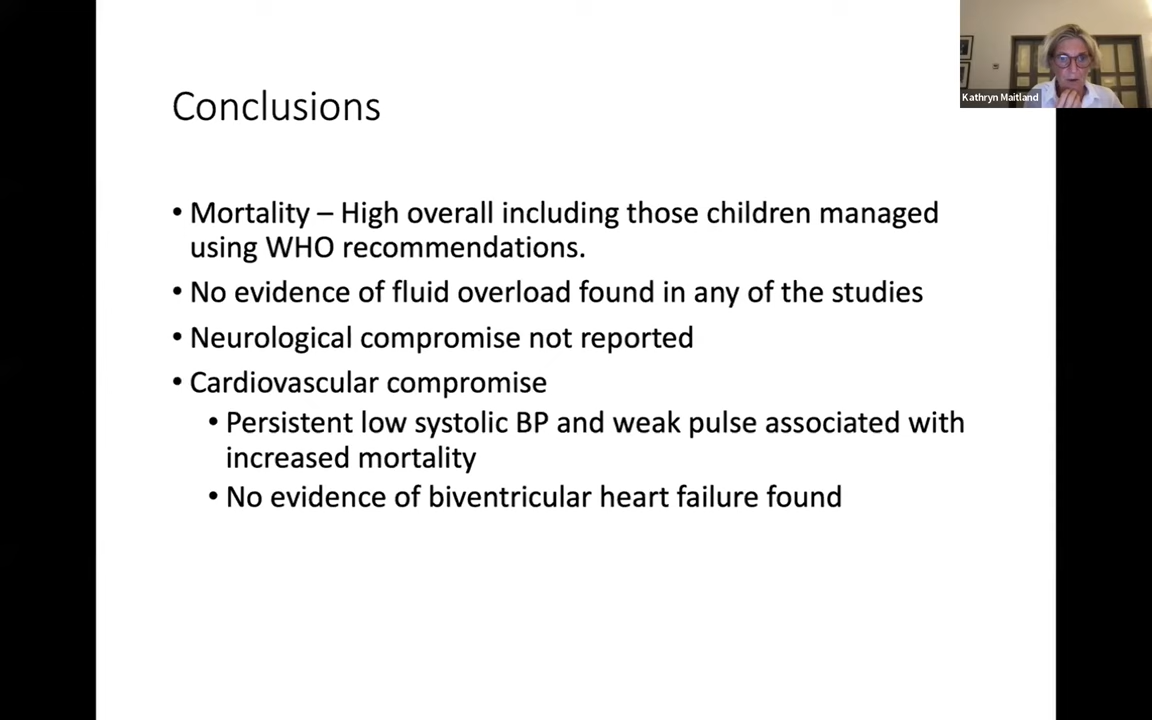 Kathryn Maitland
Conclusions
• Mortality – High overall including those children managed
using WHO recommendations.
• No evidence of fluid overload found in any of the studies
• Neurological compromise not reported
• Cardiovascular compromise
• Persistent low systolic BP and weak pulse associated with
increased mortality
• No evidence of biventricular heart failure found